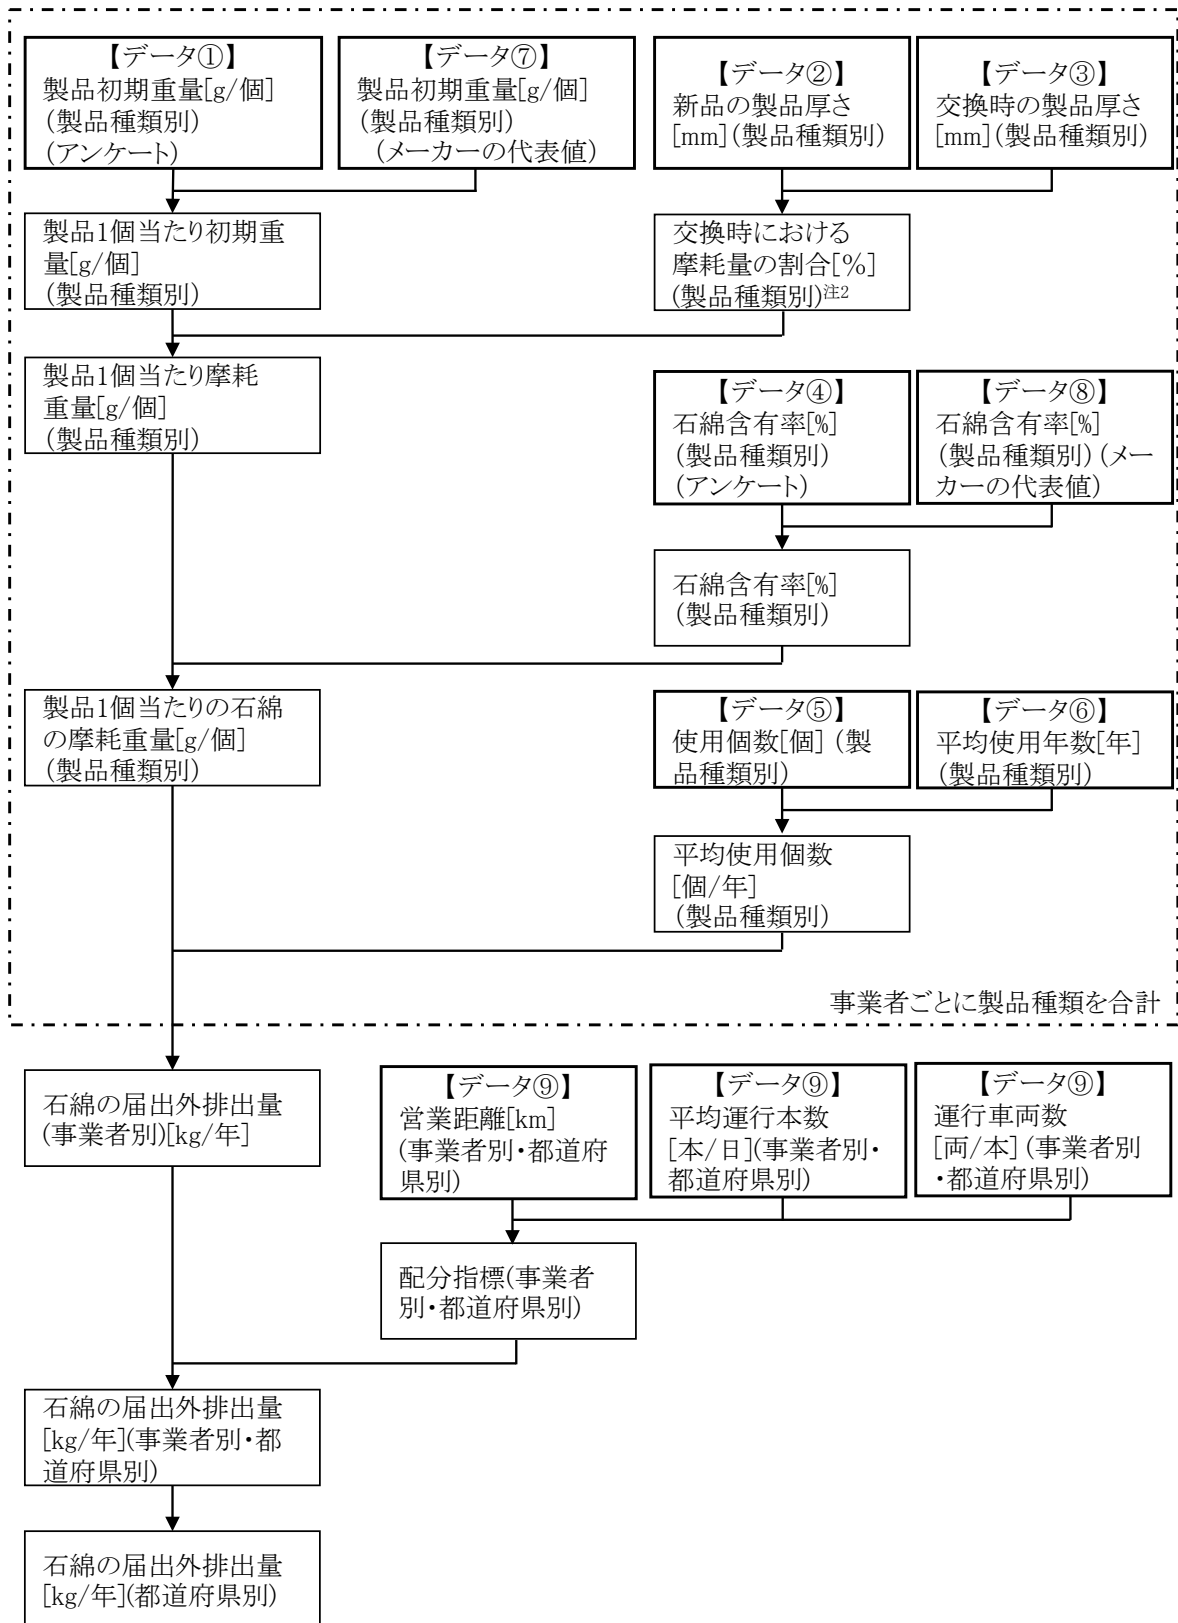 【データ①】
製品初期重量[g/個]
(製品種類別)
(アンケート)
【データ⑦】
製品初期重量[g/個]
(製品種類別)
(メーカーの代表値)
【データ②】
新品の製品厚さ
[mm](製品種類別)
【データ③】
交換時の製品厚さ
[mm](製品種類別)
製品1個当たり初期重
量[g/個]
(製品種類別)
交換時における
摩耗量の割合[%]
(製品種類別)注2
製品1個当たり摩耗
重量[g/個]
(製品種類別)
【データ④】
石綿含有率[%]
(製品種類別)
(アンケート)
【データ⑧】
石綿含有率[%]
(製品種類別)(メー
カーの代表値)
石綿含有率[%]
(製品種類別)
製品1個当たりの石綿
の摩耗重量[g/個]
(製品種類別)
【データ⑤】
使用個数[個](製
品種類別)
【データ⑥】
平均使用年数[年]
(製品種類別)
平均使用個数
[個/年]
(製品種類別)
事業者ごとに製品種類を合計
石綿の届出外排出量
(事業者別)[kg/年]
【データ⑨】
営業距離[km]
(事業者別・都道府
県別)
【データ⑨】
平均運行本数
[本/日](事業者別・
都道府県別)
【データ⑨】
運行車両数
[両/本](事業者別
・都道府県別)
配分指標(事業者
別・都道府県別)
石綿の届出外排出量
[kg/年](事業者別・都
道府県別)
石綿の届出外排出量
[kg/年](都道府県別)